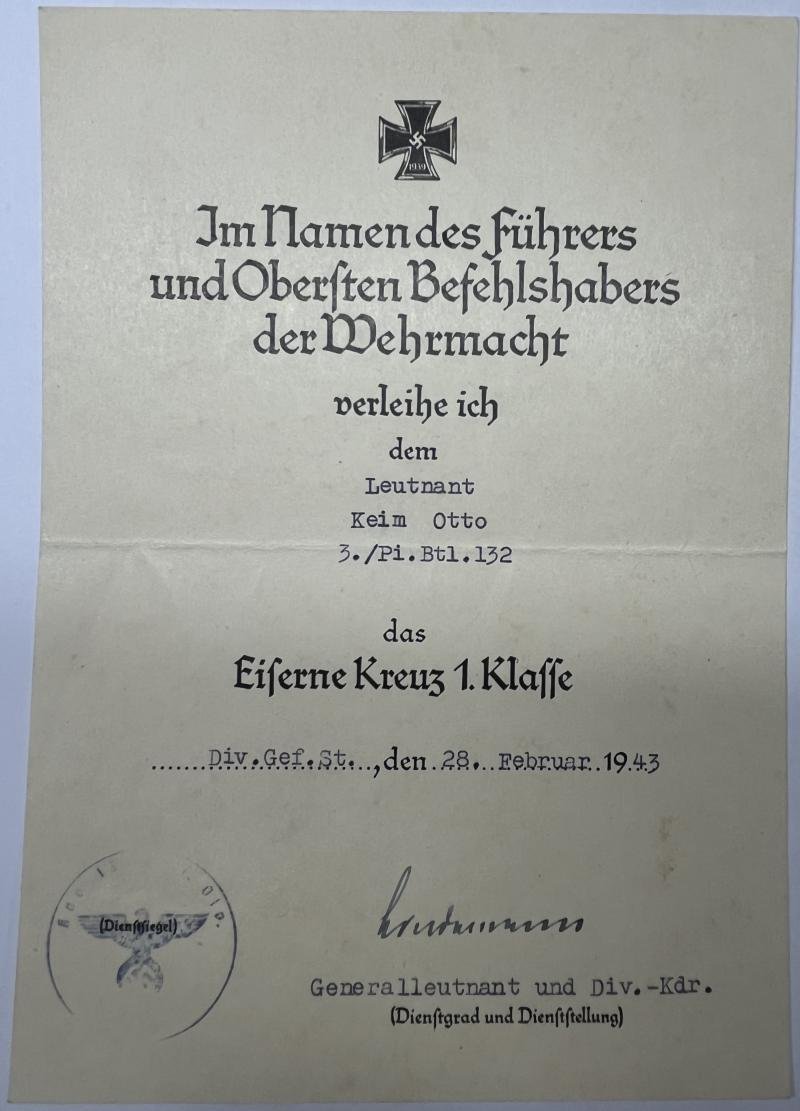 1939
Im Namen des Führers
und Oberſten Befehlshabers
der Wehrmacht
verleihe ich
dem
Leutnant
Keim Otto
3./Pi.Btl.132
das
Eiſerne Kreuz 1. Klaſſe
.......Div.Gef.St...,den.28..Februar.1943
(Dienſtſiegel)
Lindemann
Generalleutnant und Div.-Kdr.
(Dienſtgrad und Dienſtſtellung)